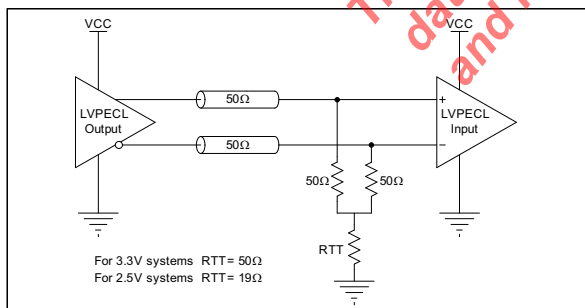 VCC
VCC
LVPECL
Output
50Ω
50Ω
+
−
LVPECL
Input
50Ω
50Ω
RTT
For 3.3V systems RTT= 50Ω
For 2.5V systems RTT= 19Ω